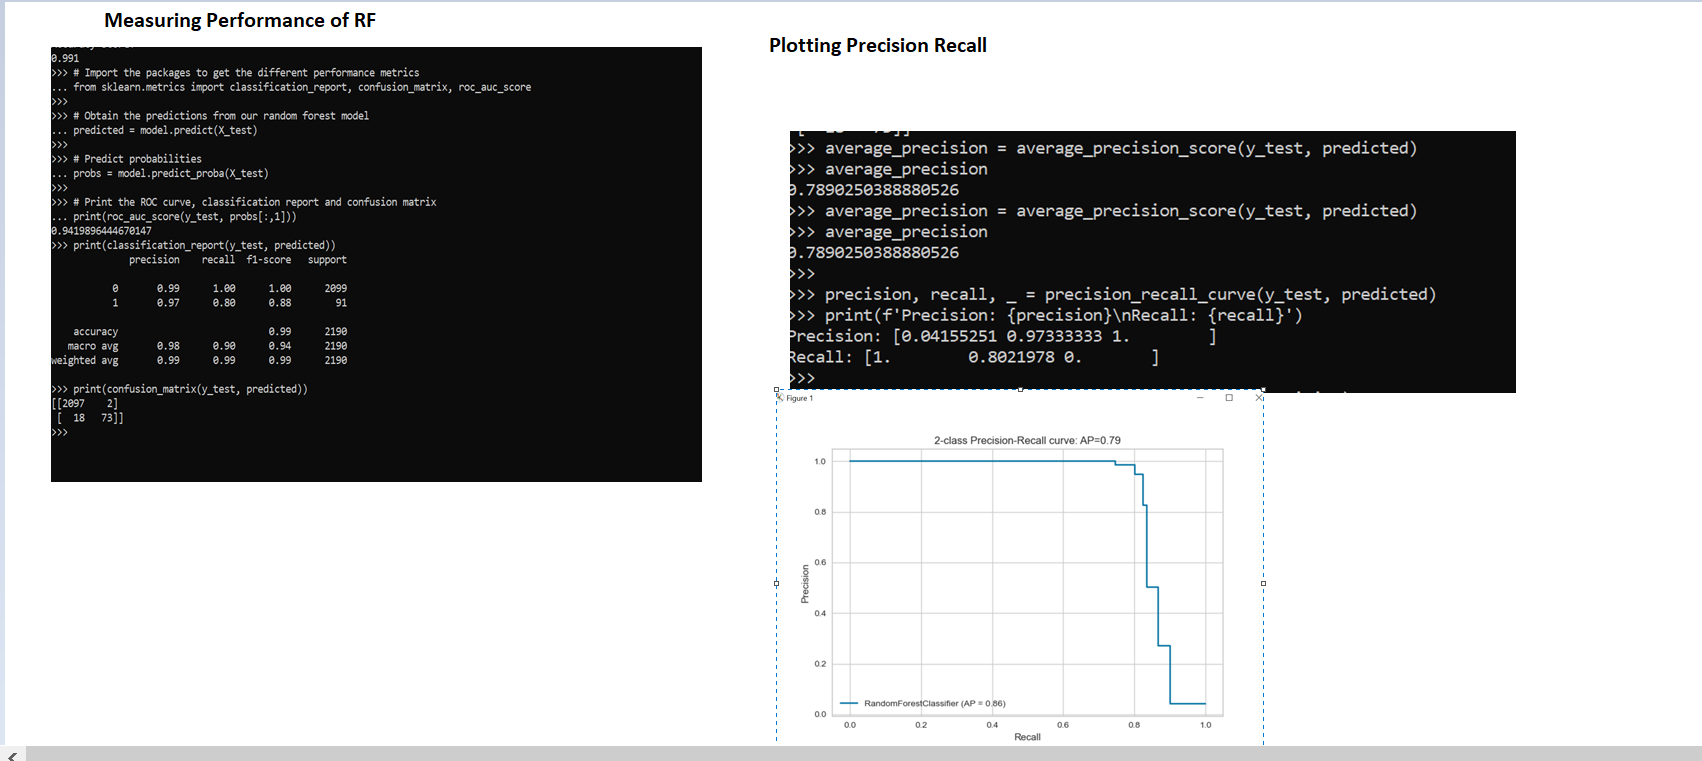 Measuring Performance of RF
0.991
>>> # Import the packages to get the different performance metrics
... from sklearn.metrics import classification_report, confusion_matrix, roc_auc_score
>>>
>>> # Obtain the predictions from our random forest model
... predicted = model.predict(X_test)
>>>
>>> # Predict probabilities
... probs = model.predict_proba(X_test)
>>>
>>> # Print the ROC curve, classification report and confusion matrix
... print(roc_auc_score(y_test, probs[:,1]))
0.9419896444670147
>>> print(classification_report(y_test, predicted))
precision recall f1-score support
0 0.99 1.00 1.00 2099
1 0.97 0.80 0.88 91
accuracy 0.99 2190
macro avg 0.98 0.90 0.94 2190
weighted avg 0.99 0.99 0.99 2190
>>> print(confusion_matrix(y_test, predicted))
[[2097 2]
[ 18 73]]
>>>
Plotting Precision Recall
>>> average_precision = average_precision_score(y_test, predicted)
>>> average_precision
0.7890250388880526
>>> average_precision = average_precision_score(y_test, predicted)
>>> average_precision
0.7890250388880526
>>>
>>> precision, recall, _ = precision_recall_curve(y_test, predicted)
>>> print(f'Precision: {precision}\nRecall: {recall}')
Precision: [0.04155251 0.97333333 1. ]
Recall: [1. 0.8021978 0. ]
>>>
Figure 1
2-class Precision-Recall curve: AP=0.79
1.0
0.8
0.6
0.4
0.2
0.0
Precision
RandomForestClassifier (AP = 0.86)
0.0 0.2 0.4 0.6 0.8 1.0
Recall